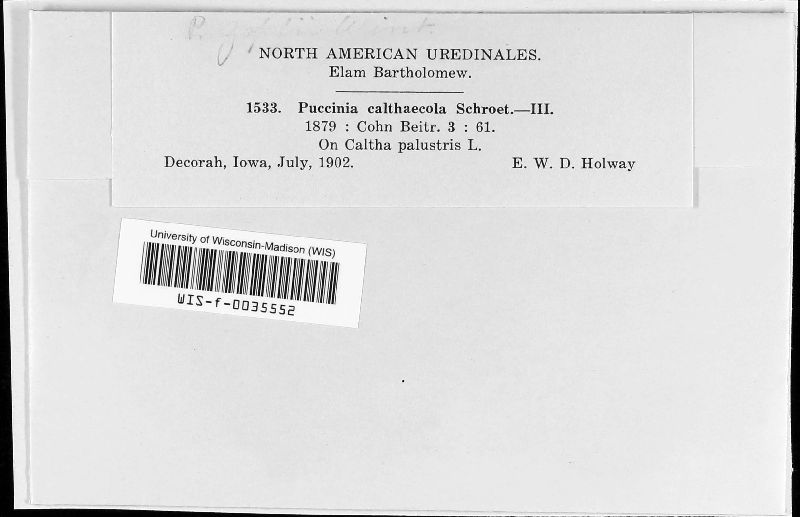 NORTH AMERICAN UREDINALES.
Elam Bartholomew.
1533. Puccinia calthaecola Schroet.—III.
1879 : Cohn Beitr. 3 : 61.
On Caltha palustris L.
Decorah, Iowa, July, 1902. E. W. D. Holway
University of Wisconsin-Madison (WIS)
WIS-f-0035552